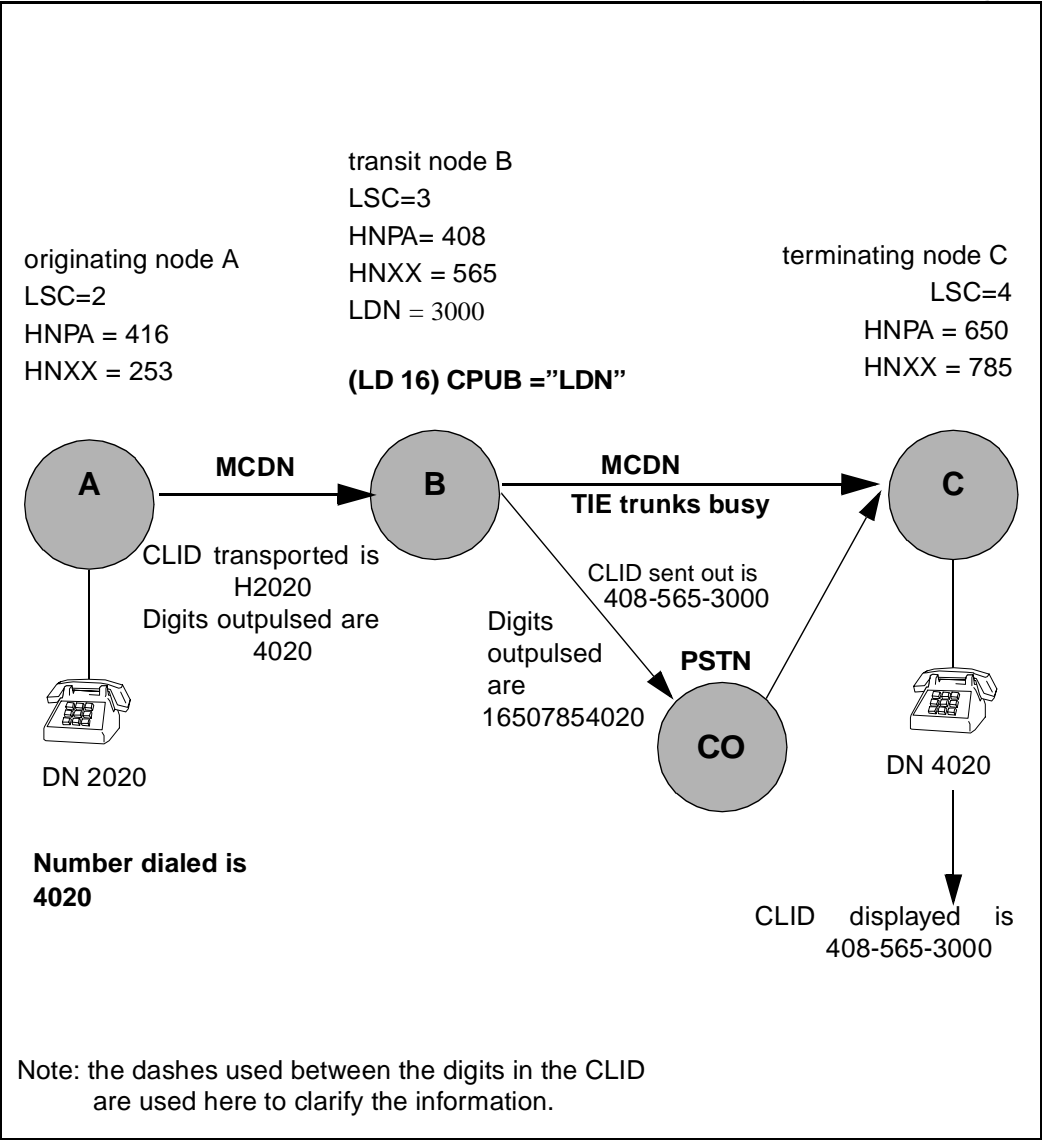 transit node B
LSC=3
HNPA= 408
HNXX = 565
LDN = 3000
(LD 16) CPUB =”LDN”
originating node A
LSC=2
HNPA = 416
HNXX = 253
terminating node C
LSC=4
HNPA = 650
HNXX = 785
A
MCDN
B
MCDN
TIE trunks busy
C
CLID transported is
H2020
Digits outpulsed are
4020
CLID sent out is
408-565-3000
Digits
outpulsed
are
16507854020
PSTN
CO
DN 2020
DN 4020
Number dialed is
4020
CLID displayed is
408-565-3000
Note: the dashes used between the digits in the CLID
are used here to clarify the information.